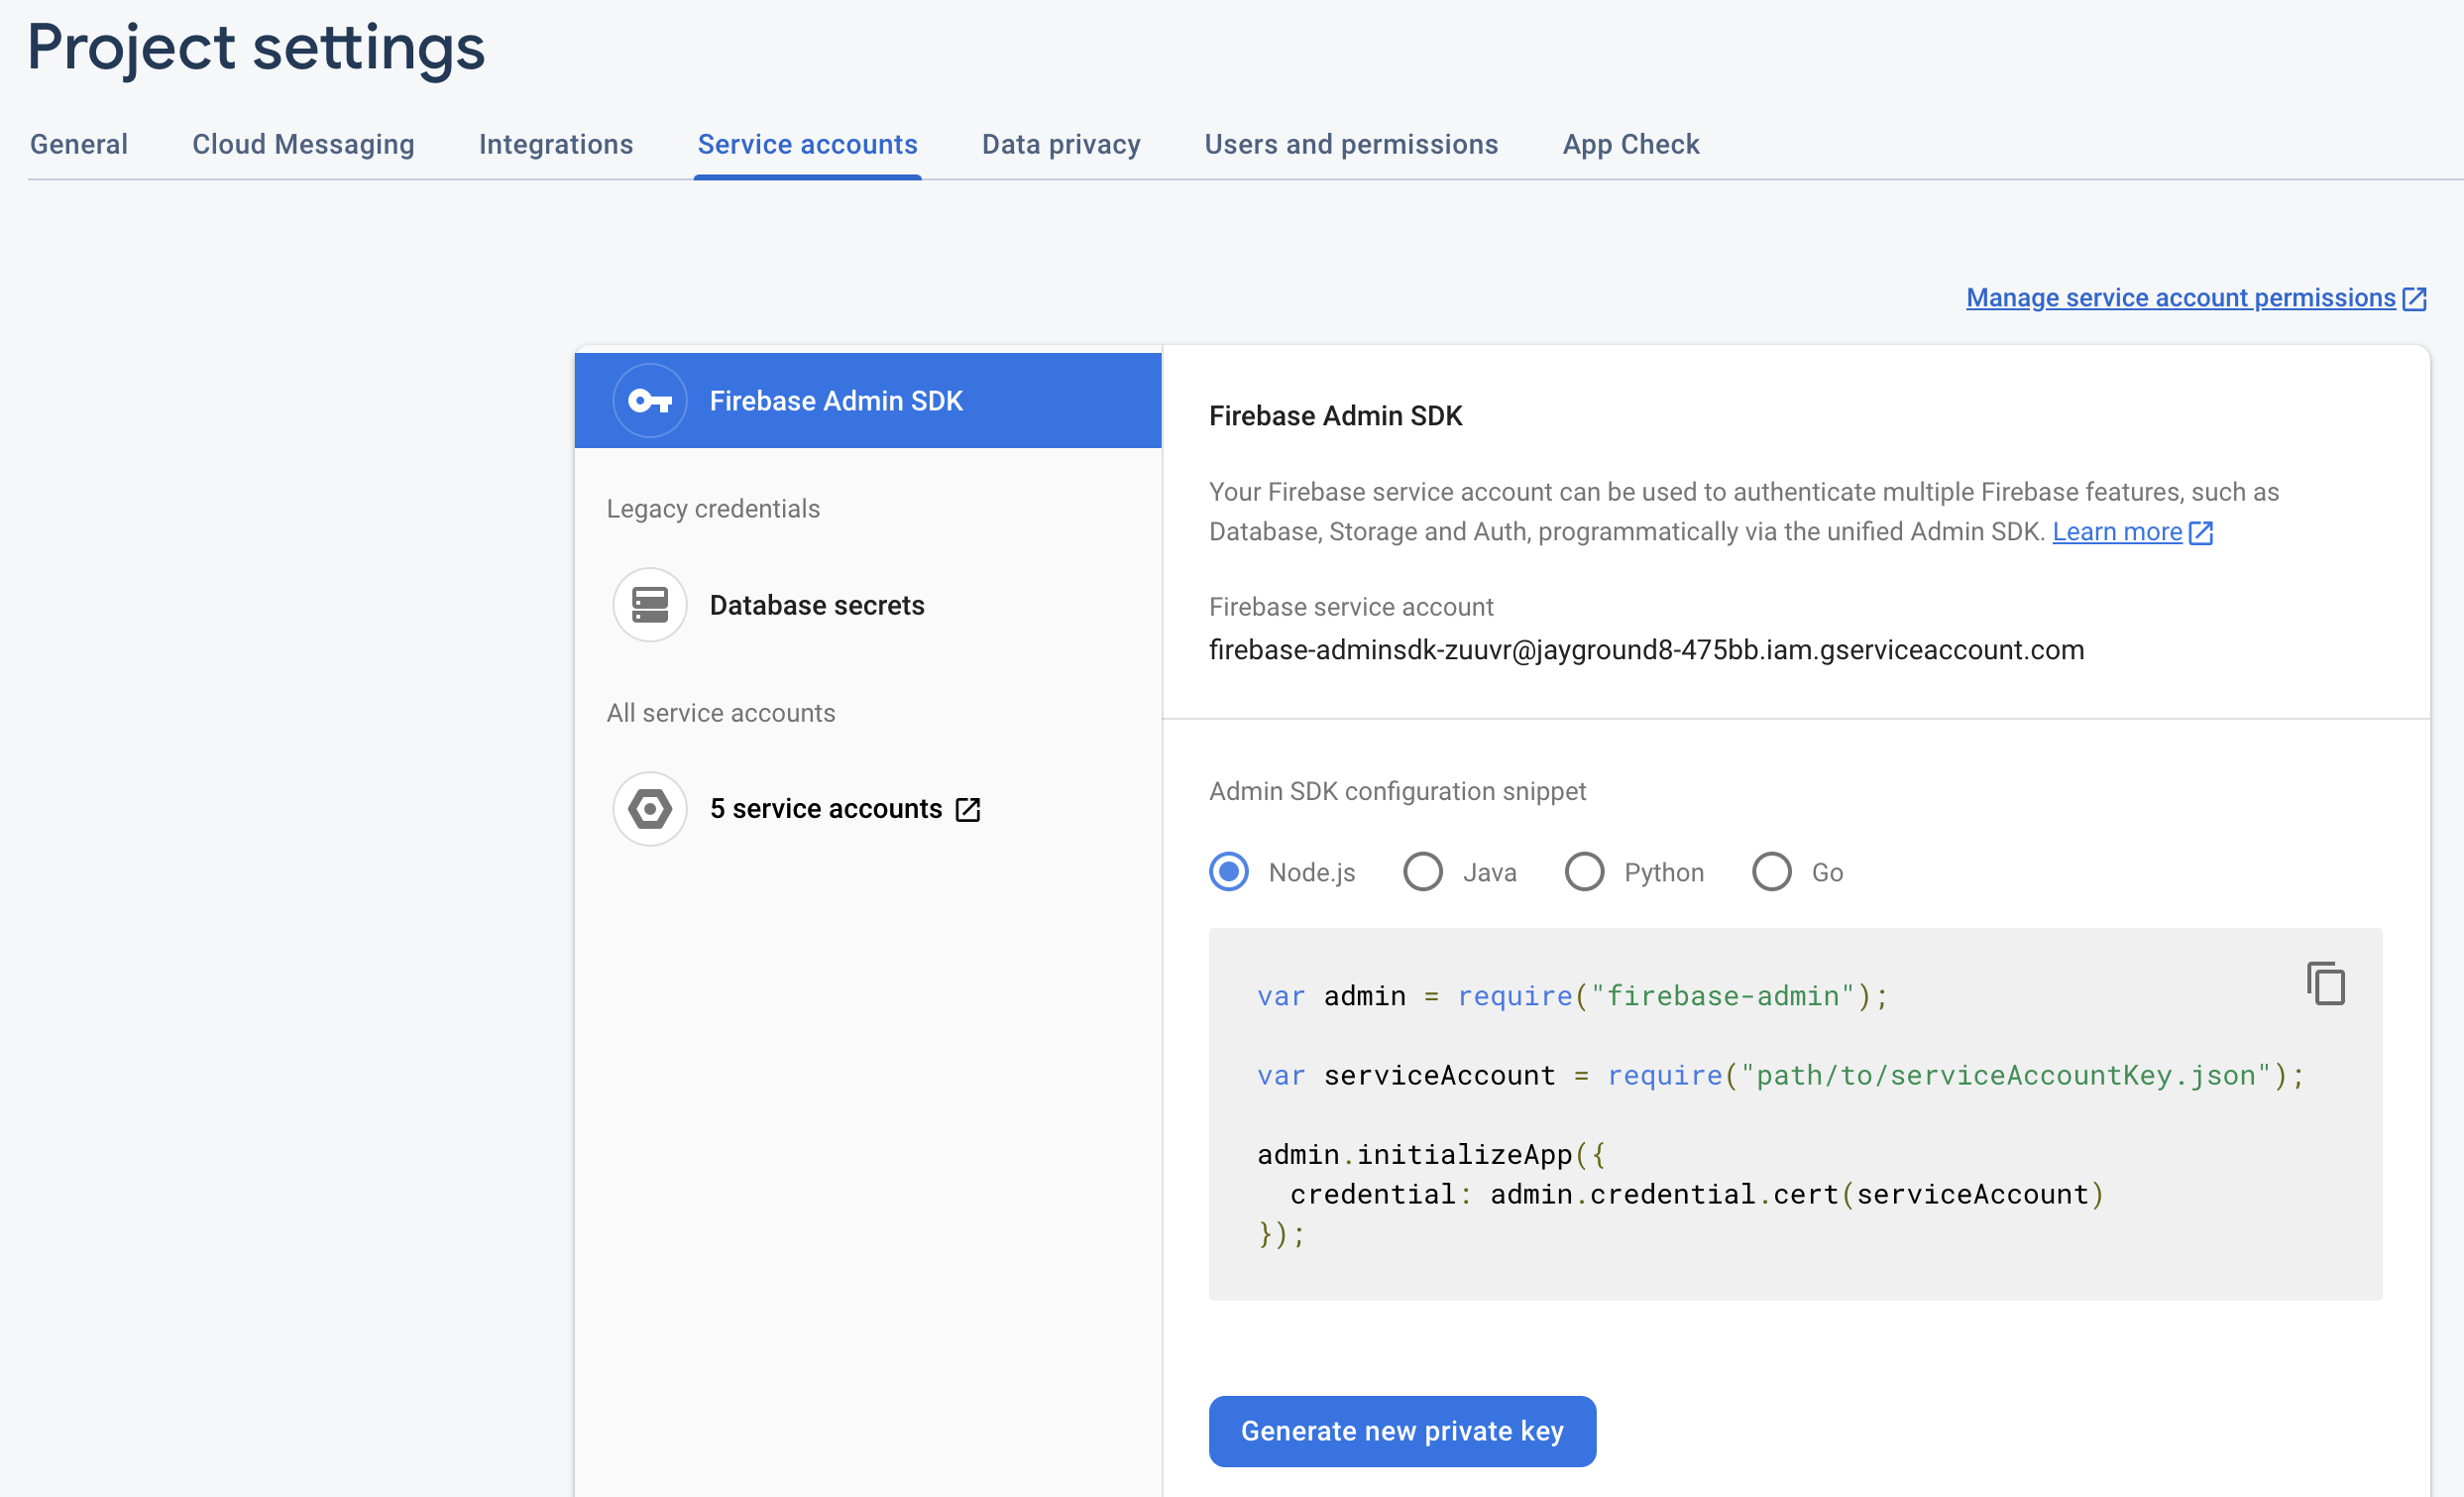 Project settings
General Cloud Messaging Integrations Service accounts Data privacy Users and permissions App Check
Manage service account permissions
Firebase Admin SDK
Legacy credentials
Database secrets
All service accounts
5 service accounts
Firebase Admin SDK
Your Firebase service account can be used to authenticate multiple Firebase features, such as
Database, Storage and Auth, programmatically via the unified Admin SDK. Learn more
Firebase service account
firebase-adminsdk-zuuvr@jayground8-475bb.iam.gserviceaccount.com
Admin SDK configuration snippet
Node.js Java Python Go
var admin = require("firebase-admin");
var serviceAccount = require("path/to/serviceAccountKey.json");
admin.initializeApp({
  credential: admin.credential.cert(serviceAccount)
});
Generate new private key